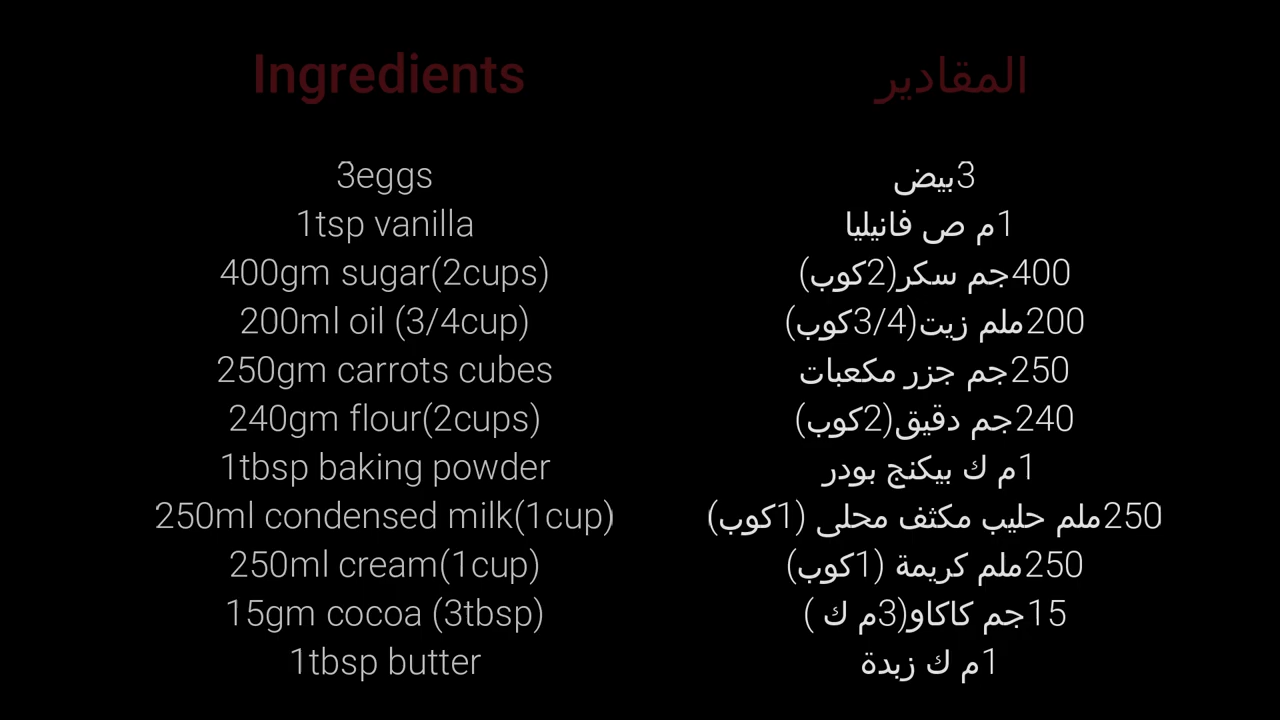 Ingredients
3eggs
1tsp vanilla
400gm sugar(2cups)
200ml oil (3/4cup)
250gm carrots cubes
240gm flour(2cups)
1tbsp baking powder
250ml condensed milk(1cup)
250ml cream(1cup)
15gm cocoa (3tbsp)
1tbsp butter
المقادير
3بيض
1م ص فانيليا
400جم سكر(2كوب)
200ملم زيت(3/4كوب)
250جم جزر مكعبات
240جم دقيق(2كوب)
1م ك بيكنج بودر
250ملم حليب مكثف محلى (1كوب)
250ملم كريمة (1كوب)
15جم كاكاو(3م ك )
1م ك زبدة